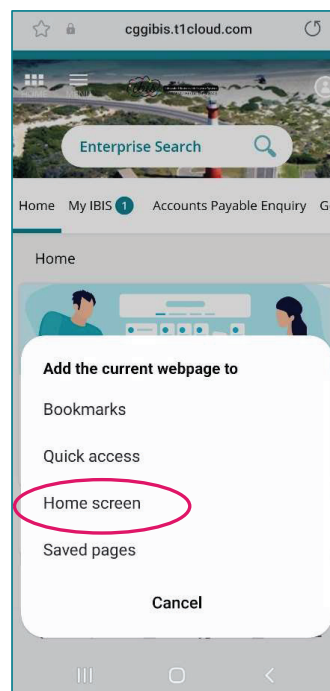 cggibis.t1cloud.com
MENU
Enterprise Search
Home My IBIS 1 Accounts Payable Enquiry G
Home
Add the current webpage to
Bookmarks
Quick access
Home screen
Saved pages
Cancel